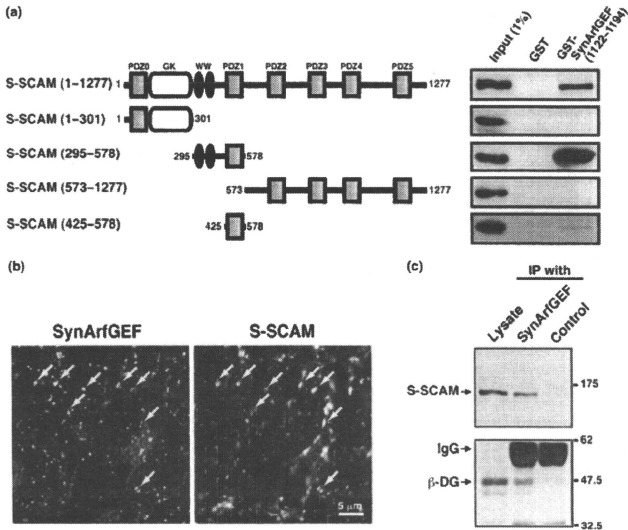 (a)
Input (1%)
GST
GST-SynArfGEF (1122–1194)
PDZ0 GK WW PDZ1 PDZ2 PDZ3 PDZ4 PDZ5
S-SCAM (1–1277) 1 1277
S-SCAM (1–301) 1 301
S-SCAM (295–578) 295 578
S-SCAM (573–1277) 573 1277
S-SCAM (425–578) 425 578
(b)
SynArfGEF S-SCAM
5 μm
(c)
IP with
Lysate
SynArfGEF
Control
S-SCAM 175
IgG 62
β-DG 47.5
32.5